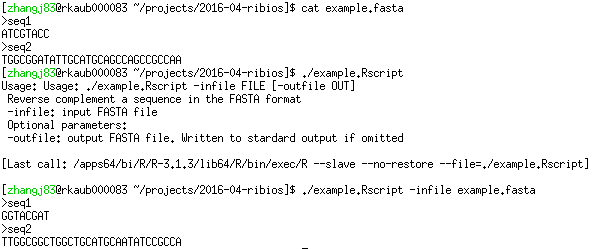 [zhangj83@rkaub000083 ~/projects/2016-04-ribios]$ cat example.fasta
>seq1
ATCGTACC
>seq2
TGGCGGATATTGCATGCAGCCAGCCGCCAA
[zhangj83@rkaub000083 ~/projects/2016-04-ribios]$ ./example.Rscript
Usage: Usage: ./example.Rscript -infile FILE [-outfile OUT]
 Reverse complement a sequence in the FASTA format
 -infile: input FASTA file
 Optional parameters:
 -outfile: output FASTA file. Written to standard output if omitted
[Last call: /apps64/bi/R/R-3.1.3/lib64/R/bin/exec/R --slave --no-restore --file=./example.Rscript]
[zhangj83@rkaub000083 ~/projects/2016-04-ribios]$ ./example.Rscript -infile example.fasta
>seq1
GGTACGAT
>seq2
TTGGCGGCTGGCTGCATGCAATATCCGCCA